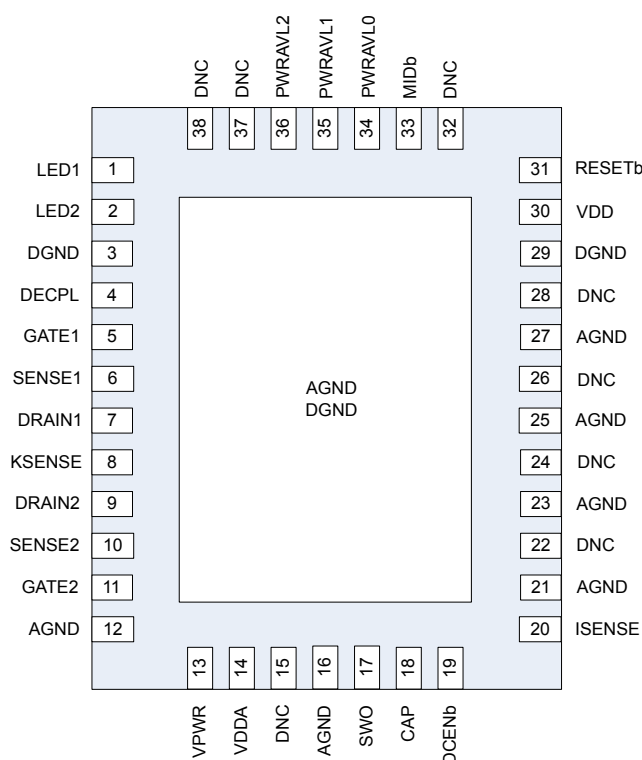 DNC
DNC
PWRAVL2
PWRAVL1
PWRAVL0
MIDb
DNC
38
37
36
35
34
33
32
LED1 1
LED2 2
DGND 3
DECPL 4
GATE1 5
SENSE1 6
DRAIN1 7
KSENSE 8
DRAIN2 9
SENSE2 10
GATE2 11
AGND 12
AGND
DGND
31 RESETb
30 VDD
29 DGND
28 DNC
27 AGND
26 DNC
25 AGND
24 DNC
23 AGND
22 DNC
21 AGND
20 ISENSE
13
14
15
16
17
18
19
VPWR
VDDA
DNC
AGND
SWO
CAP
DCENb